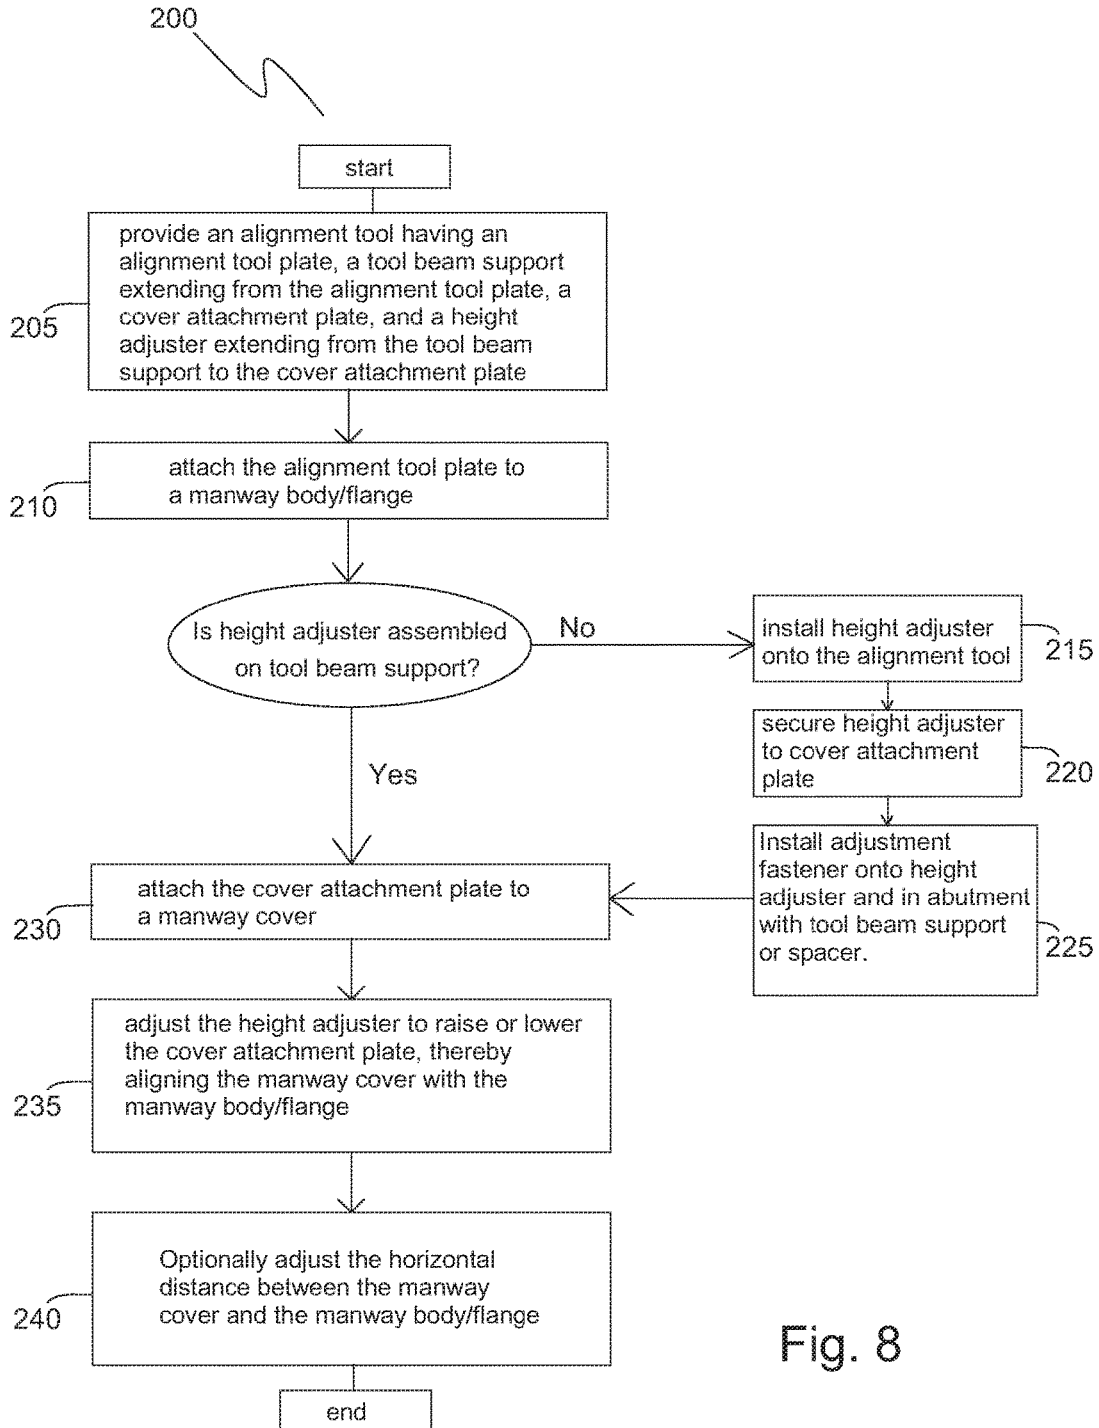 200
start
provide an alignment tool having an
alignment tool plate, a tool beam support
extending from the alignment tool plate, a
cover attachment plate, and a height
adjuster extending from the tool beam
support to the cover attachment plate
205
attach the alignment tool plate to
a manway body/flange
210
Is height adjuster assembled
on tool beam support?
No
install height adjuster
onto the alignment tool
215
secure height adjuster
to cover attachment
plate
220
Yes
Install adjustment
fastener onto height
adjuster and in abutment
with tool beam support
or spacer.
225
attach the cover attachment plate to
a manway cover
230
adjust the height adjuster to raise or lower
the cover attachment plate, thereby
aligning the manway cover with the
manway body/flange
235
Optionally adjust the horizontal
distance between the manway
cover and the manway body/flange
240
end
Fig. 8